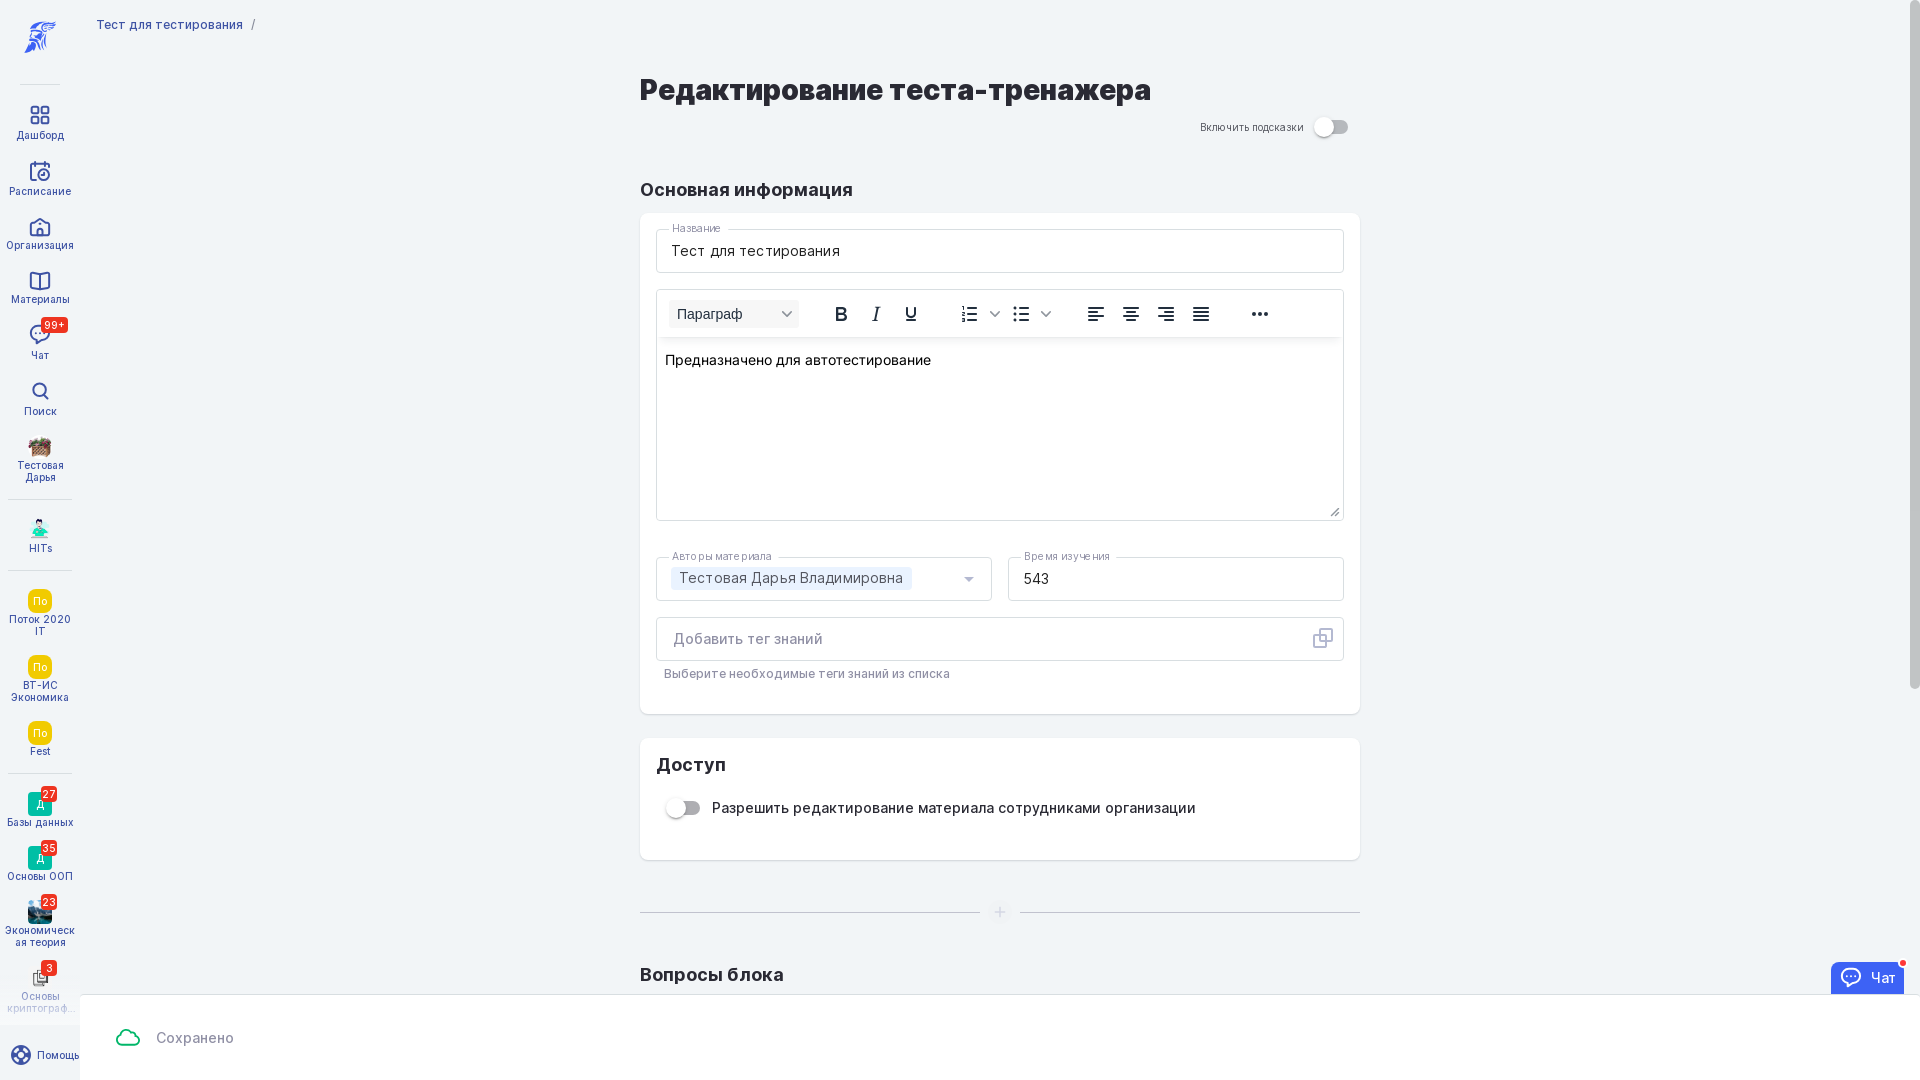 Тест для тестирования /
Редактирование теста-тренажера
Включить подсказки
Дашборд
Расписание
Организация
Материалы
99+
Чат
Поиск
Тестовая
Дарья
HITs
По
Поток 2020
IT
По
ВТ-ИС
Экономика
По
Fest
27
Д
Базы данных
35
Д
Основы ООП
23
Экономическ
ая теория
3
Основы
криптограф...
Помощь
Основная информация
Название
Тест для тестирования
Параграф
B I U
Предназначено для автотестирование
Авторы материала
Тестовая Дарья Владимировна
Время изучения
543
Добавить тег знаний
Выберите необходимые теги знаний из списка
Доступ
Разрешить редактирование материала сотрудниками организации
Вопросы блока
Чат
Сохранено